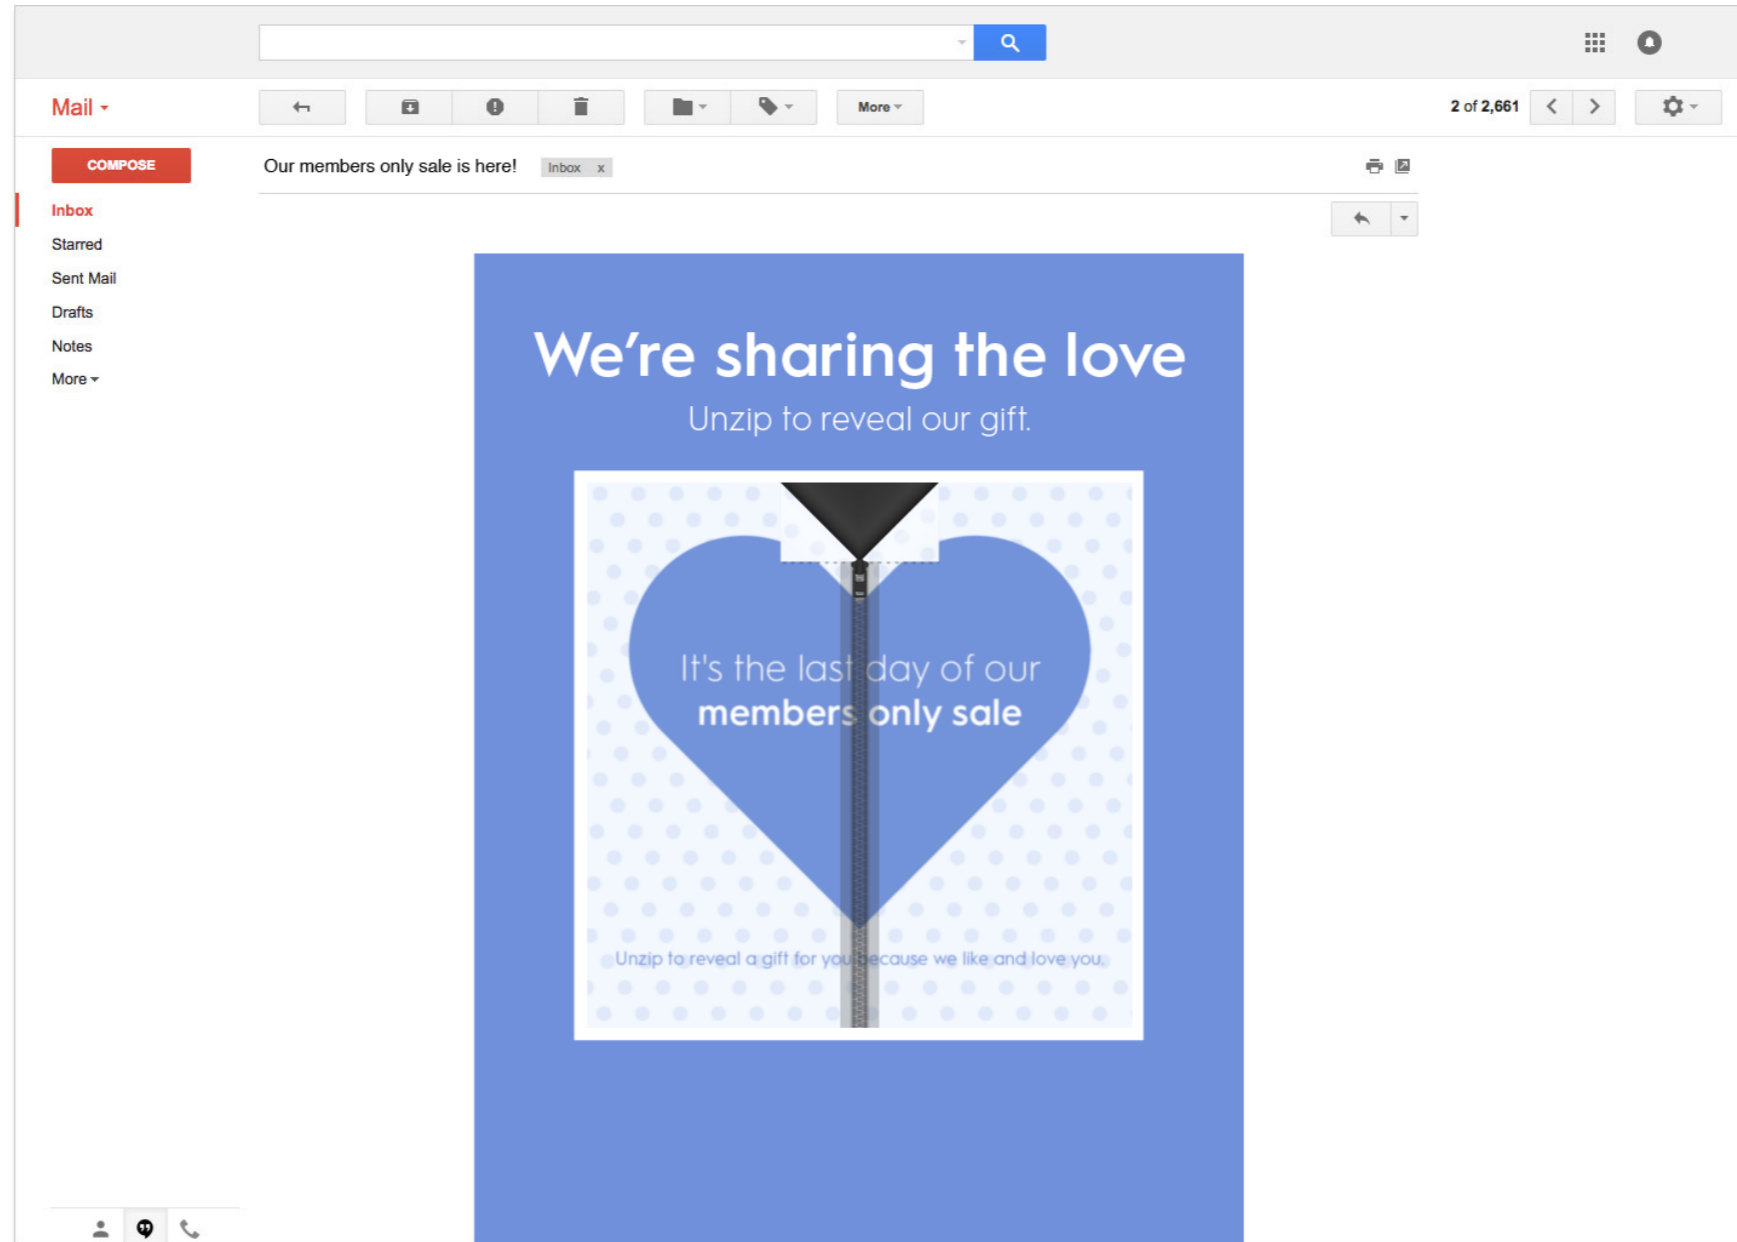 Mail
More
2 of 2,661
COMPOSE
Our members only sale is here!
Inbox x
Inbox
Starred
Sent Mail
Drafts
Notes
More
We're sharing the love
Unzip to reveal our gift.
It's the last day of our
members only sale
Unzip to reveal a gift for you because we like and love you.